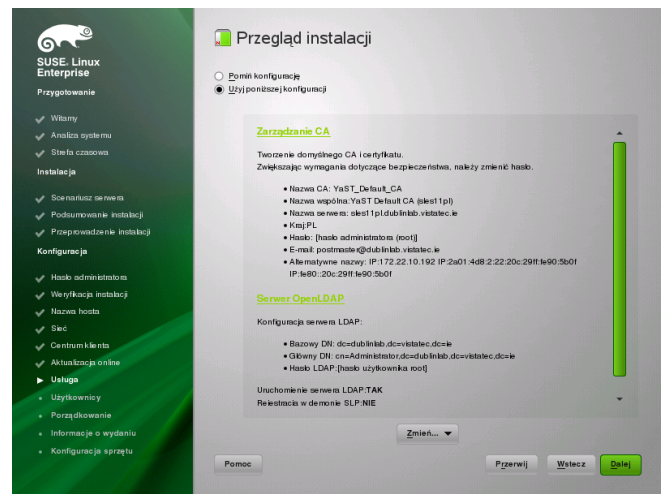 SUSE. Linux
Enterprise
Przygotowanie
Witamy
Analiza systemu
Strefa czasowa
Instalacja
Scenariusz serwera
Podsumowanie instalacji
Przeprowadzenie instalacji
Konfiguracja
Hasło administratora
Weryfikacja instalacji
Nazwa hosta
Sieć
Centrum klienta
Aktualizacja online
Usługa
Użytkownicy
Porządkowanie
Informacje o wydaniu
Konfiguracja sprzętu
Przegląd instalacji
Pomiń konfigurację
Użyj poniższej konfiguracji
Zarządzanie CA
Tworzenie domyślnego CA i certyfikatu.
Zwiększając wymagania dotyczące bezpieczeństwa, należy zmienić hasło.
• Nazwa CA: YaST_Default_CA
• Nazwa wspólna:YaST Default CA (sles11pl)
• Nazwa serwera: sles11pl.dublinlab.vistatec.ie
• Kraj:PL
• Hasło: [hasło administratora (root)]
• E-mail: postmaster@dublinlab.vistatec.ie
• Alternatywne nazwy: IP:172.22.10.192 IP:2a01:4d8:2:22:20c:29ff:fe90:5b0f
IP:fe80::20c:29ff:fe90:5b0f
Serwer OpenLDAP
Konfiguracja serwera LDAP:
• Bazowy DN: dc=dublinlab,dc=vistatec,dc=ie
• Główny DN: cn=Administrator,dc=dublinlab,dc=vistatec,dc=ie
• Hasło LDAP:[hasło użytkownika root]
Uruchomienie serwera LDAP:TAK
Rejestracja w demonie SLP:NIE
Zmień...
Pomoc
Przerwij
Wstecz
Dalej